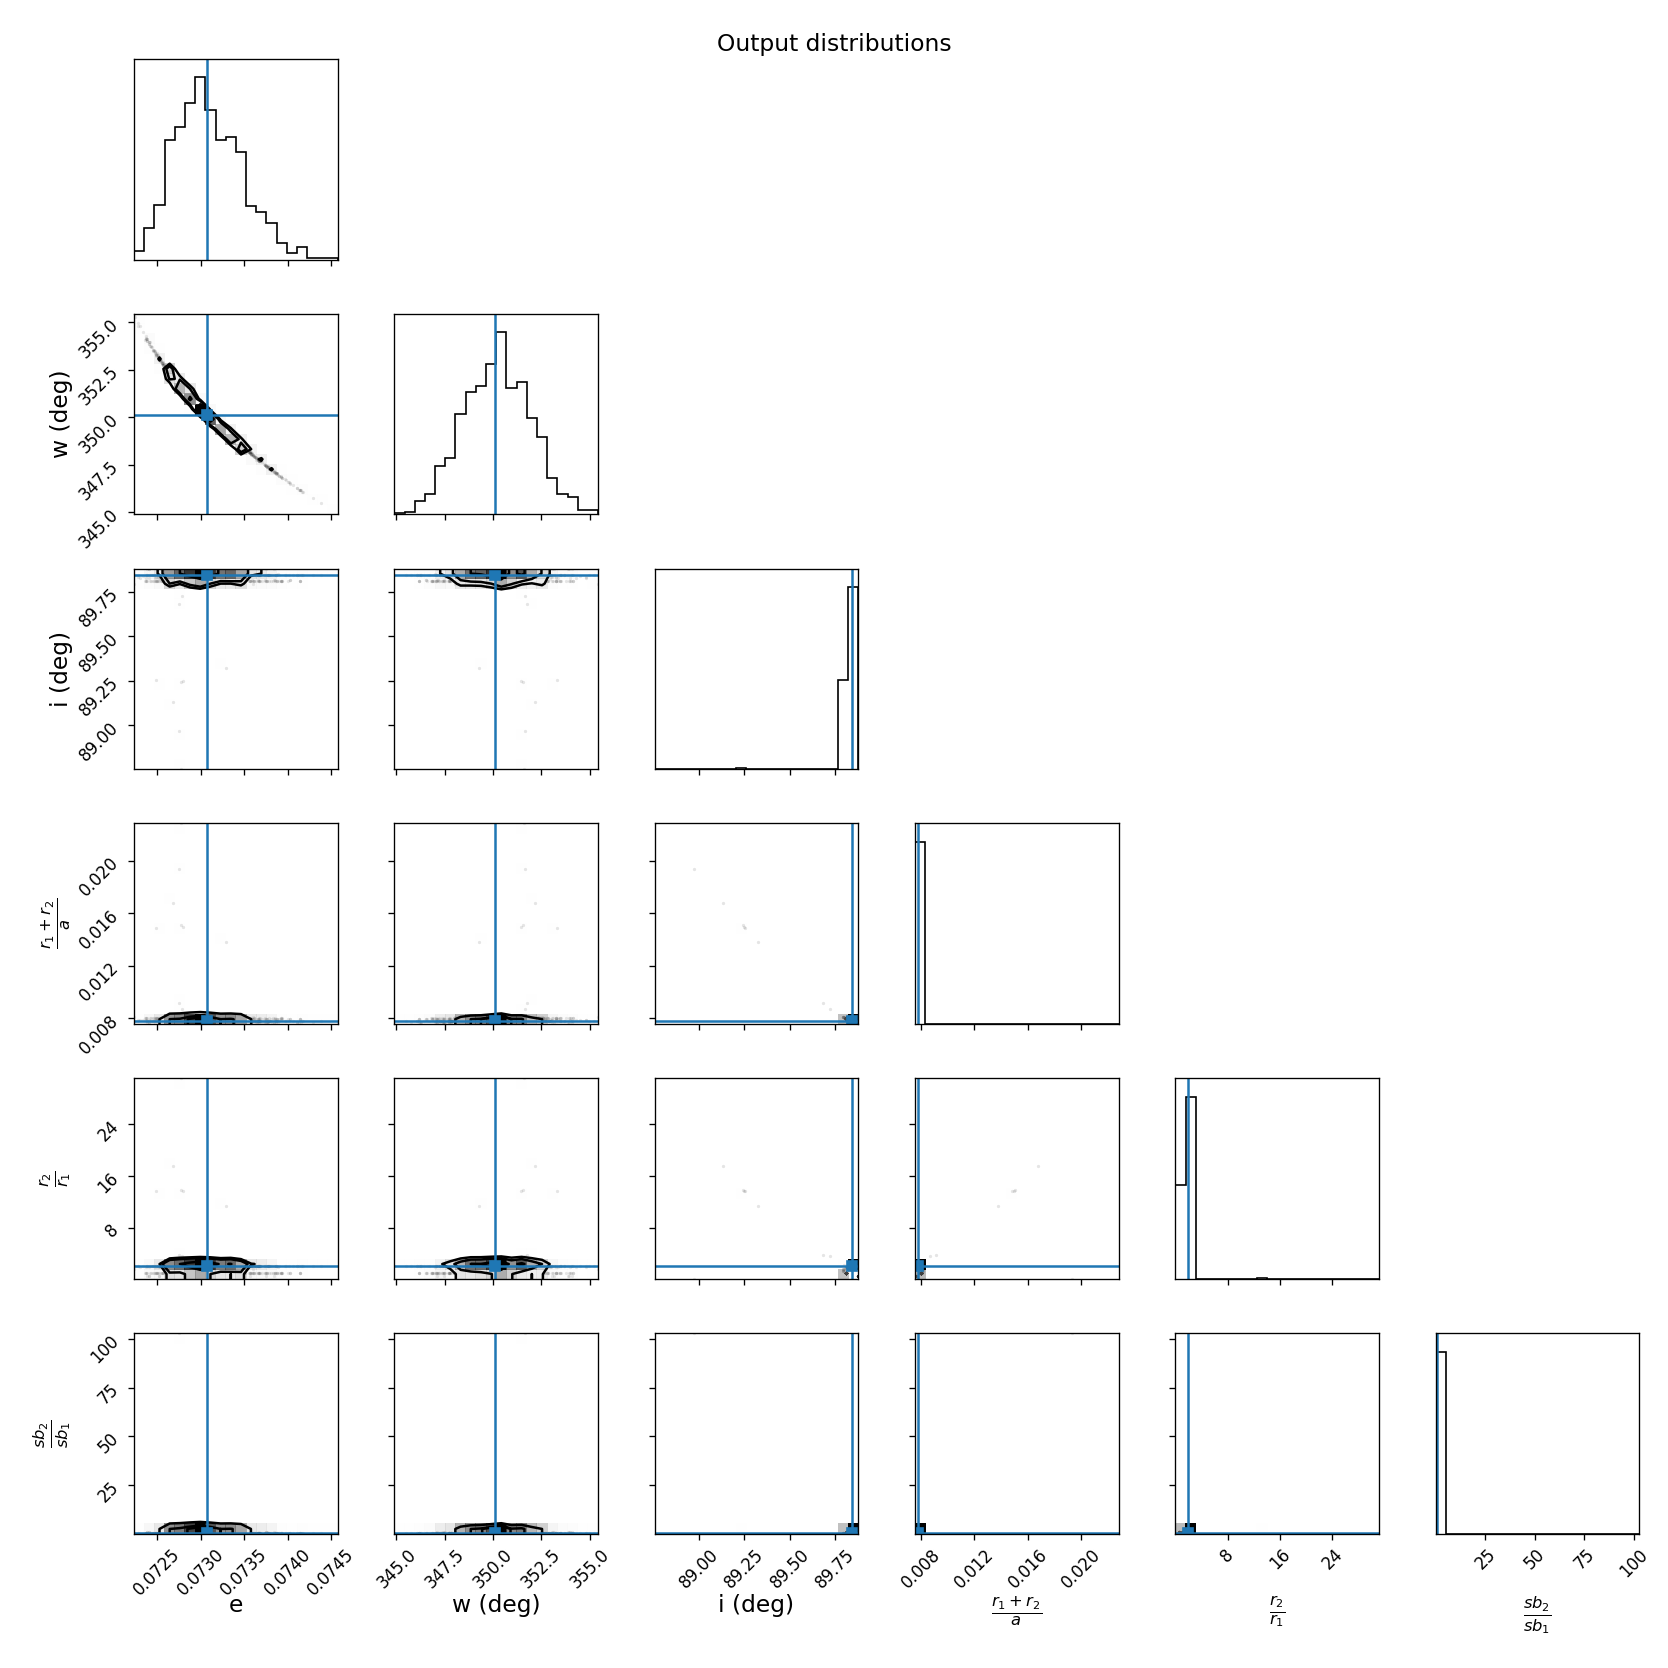 Output distributions
w (deg)
355.0
352.5
350.0
347.5
345.0
i (deg)
89.75
89.50
89.25
89.00
r₁ + r₂
a
0.020
0.016
0.012
0.008
r₂
r₁
24
16
8
sb₂
sb₁
100
75
50
25
0.0725 0.0730 0.0735 0.0740 0.0745 345.0 347.5 350.0 352.5 355.0 89.00 89.25 89.50 89.75 0.008 0.012 0.016 0.020 8 16 24 25 50 75 100
e w (deg) i (deg)
r₁ + r₂
a
r₂
r₁
sb₂
sb₁